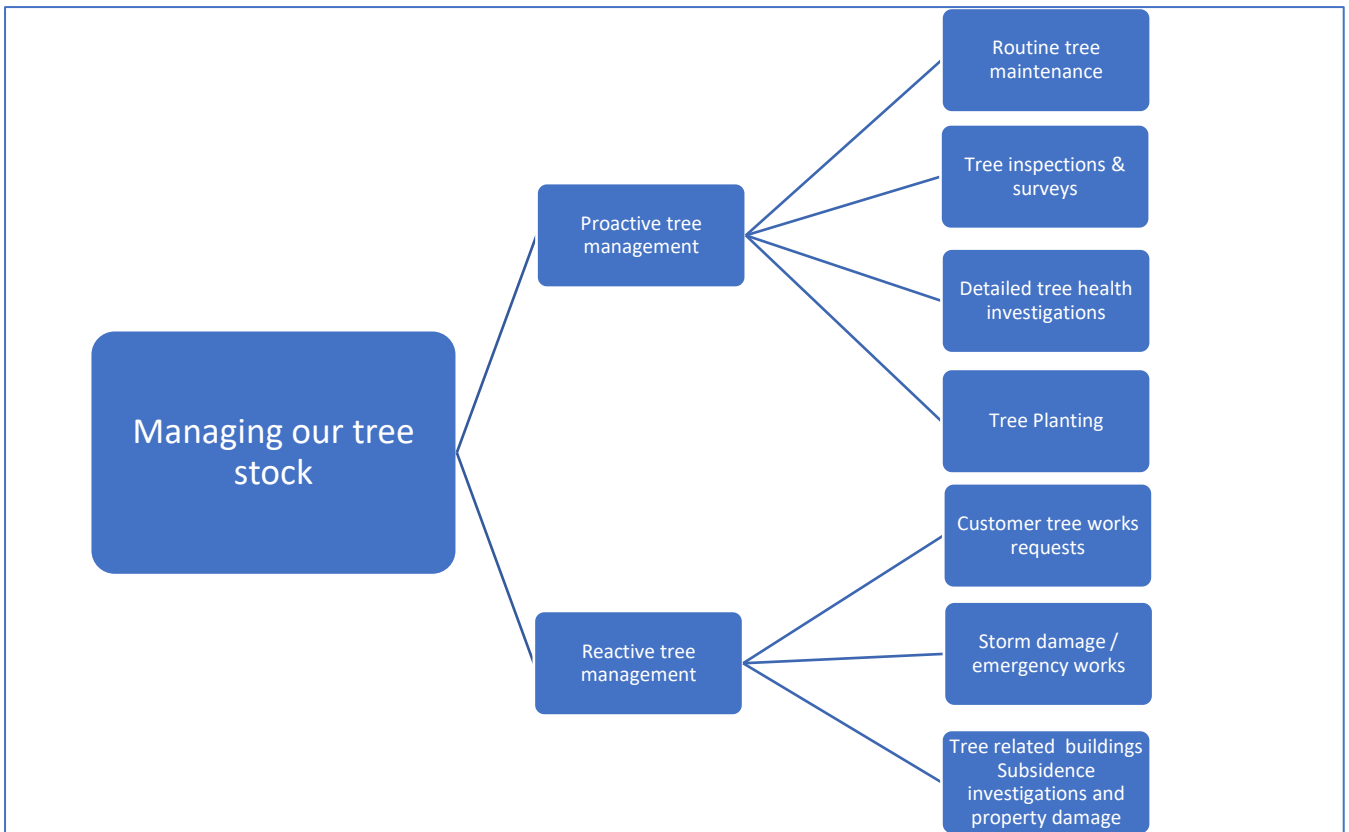 Managing our tree
stock
Proactive tree
management
Routine tree
maintenance
Tree inspections &
surveys
Detailed tree health
investigations
Tree Planting
Reactive tree
management
Customer tree works
requests
Storm damage /
emergency works
Tree related  buildings
Subsidence
investigations and
property damage